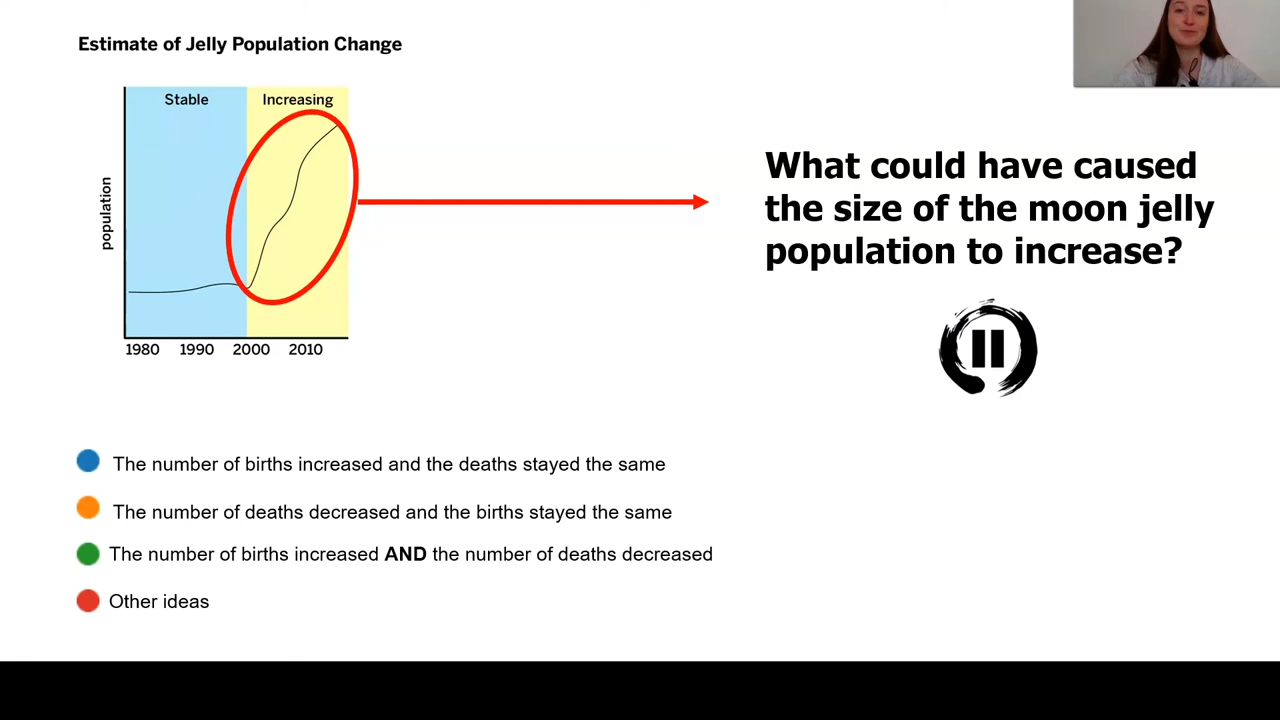 Estimate of Jelly Population Change
Stable
Increasing
population
1980 1990 2000 2010
What could have caused
the size of the moon jelly
population to increase?
The number of births increased and the deaths stayed the same
The number of deaths decreased and the births stayed the same
The number of births increased AND the number of deaths decreased
Other ideas